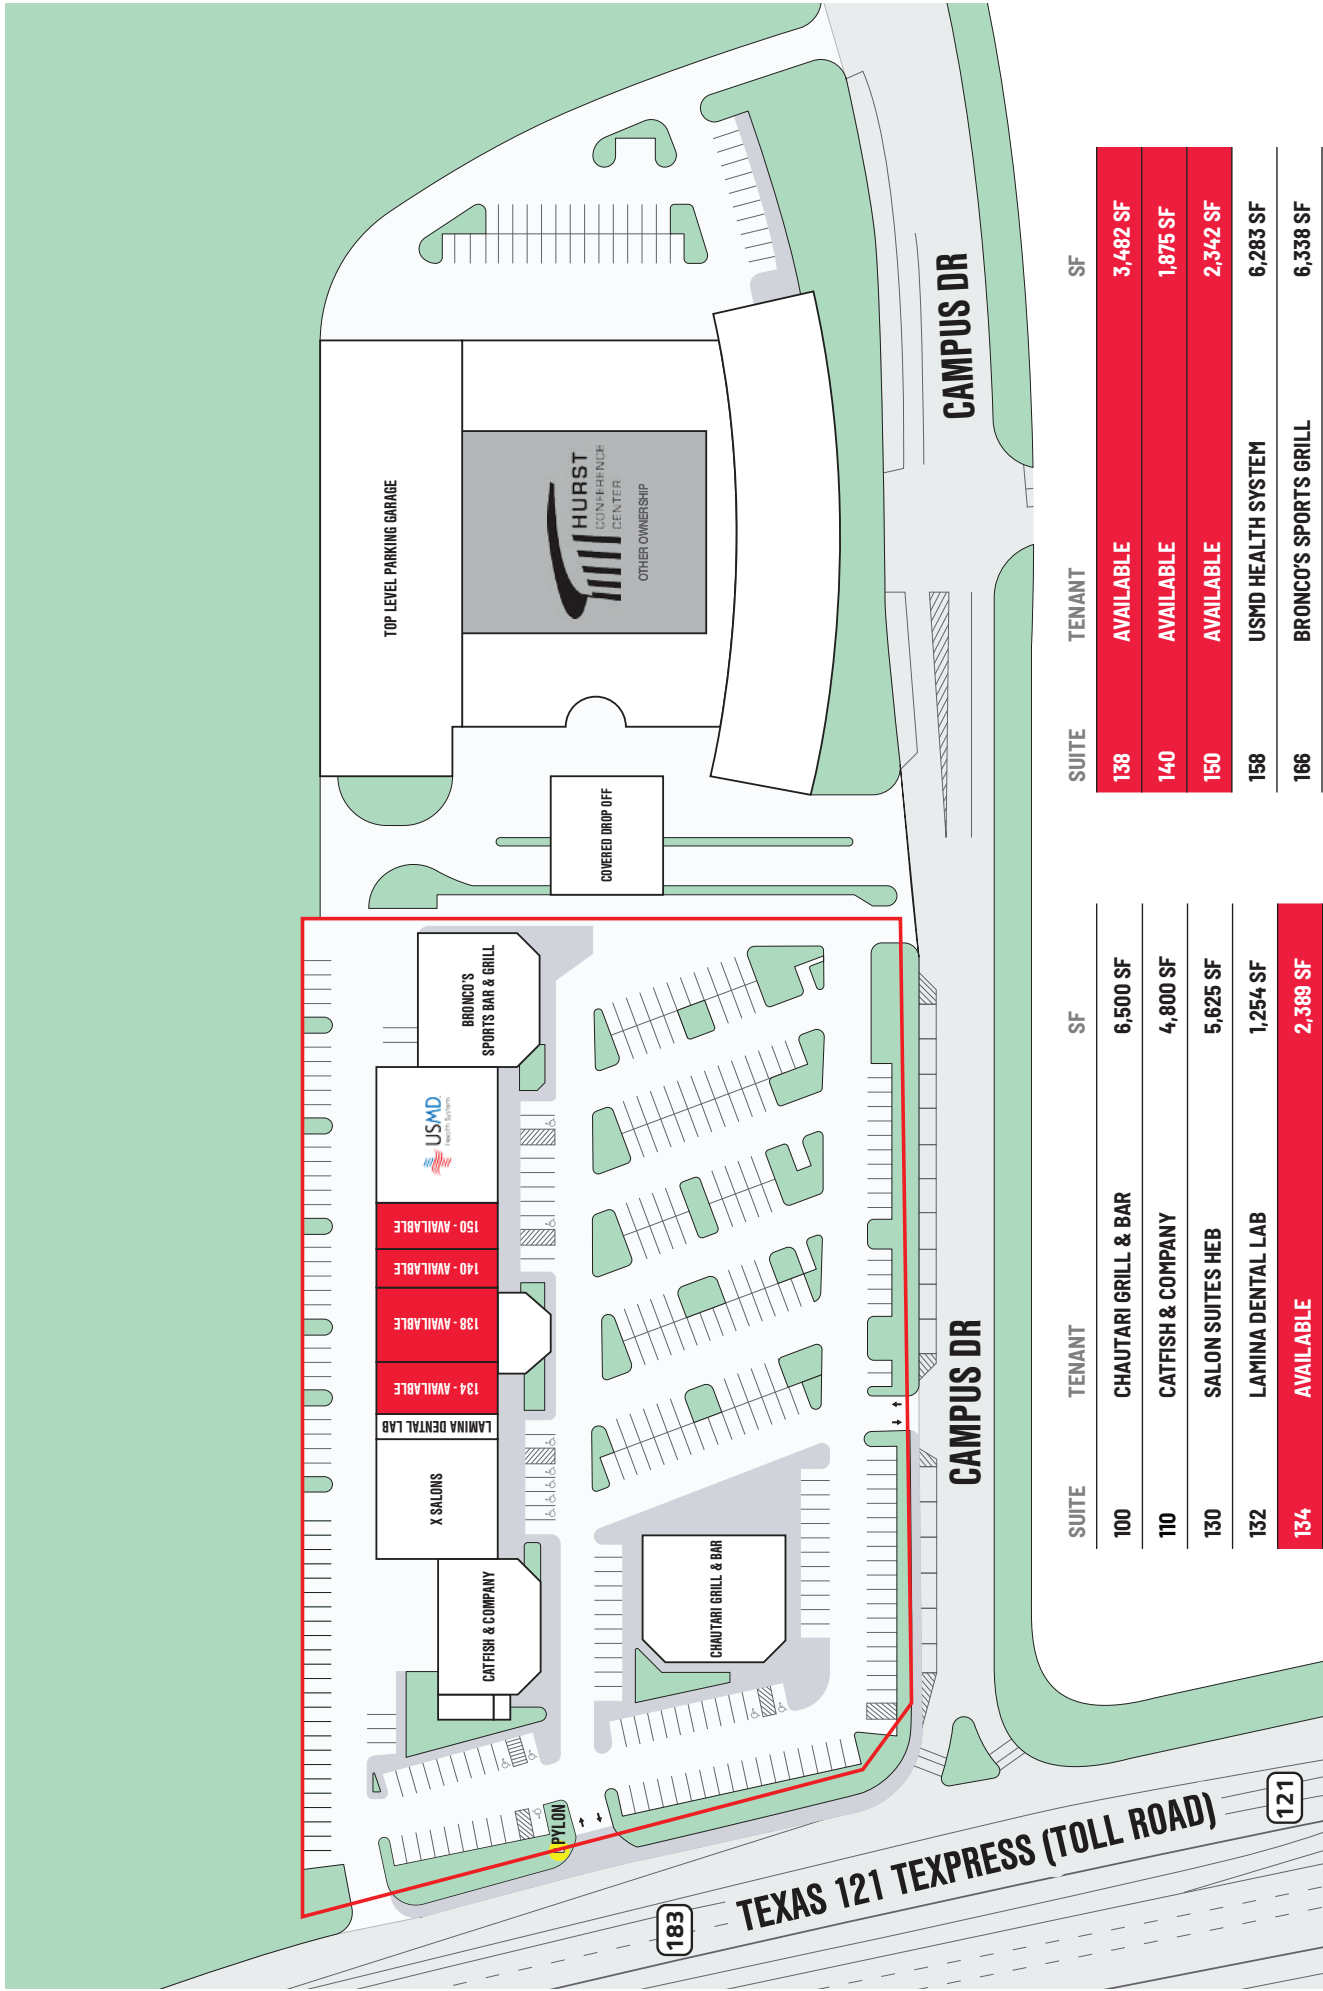 TOP LEVEL PARKING GARAGE
HURST
CONFERENCE
CENTER
OTHER OWNERSHIP
COVERED DROP OFF
CAMPUS DR
BRONCO'S
SPORTS BAR & GRILL
USMD.
Health System
150 - AVAILABLE
140 - AVAILABLE
138 - AVAILABLE
134 - AVAILABLE
LAMINA DENTAL LAB
X SALONS
CATFISH & COMPANY
CHAUTARI GRILL & BAR
PYLON
CAMPUS DR
TEXAS 121 TEXPRESS (TOLL ROAD)
183
121
SUITE TENANT SF
100 CHAUTARI GRILL & BAR 6,500 SF
110 CATFISH & COMPANY 4,800 SF
130 SALON SUITES HEB 5,625 SF
132 LAMINA DENTAL LAB 1,254 SF
134 AVAILABLE 2,389 SF
SUITE TENANT SF
138 AVAILABLE 3,482 SF
140 AVAILABLE 1,875 SF
150 AVAILABLE 2,342 SF
158 USMD HEALTH SYSTEM 6,283 SF
166 BRONCO'S SPORTS GRILL 6,338 SF